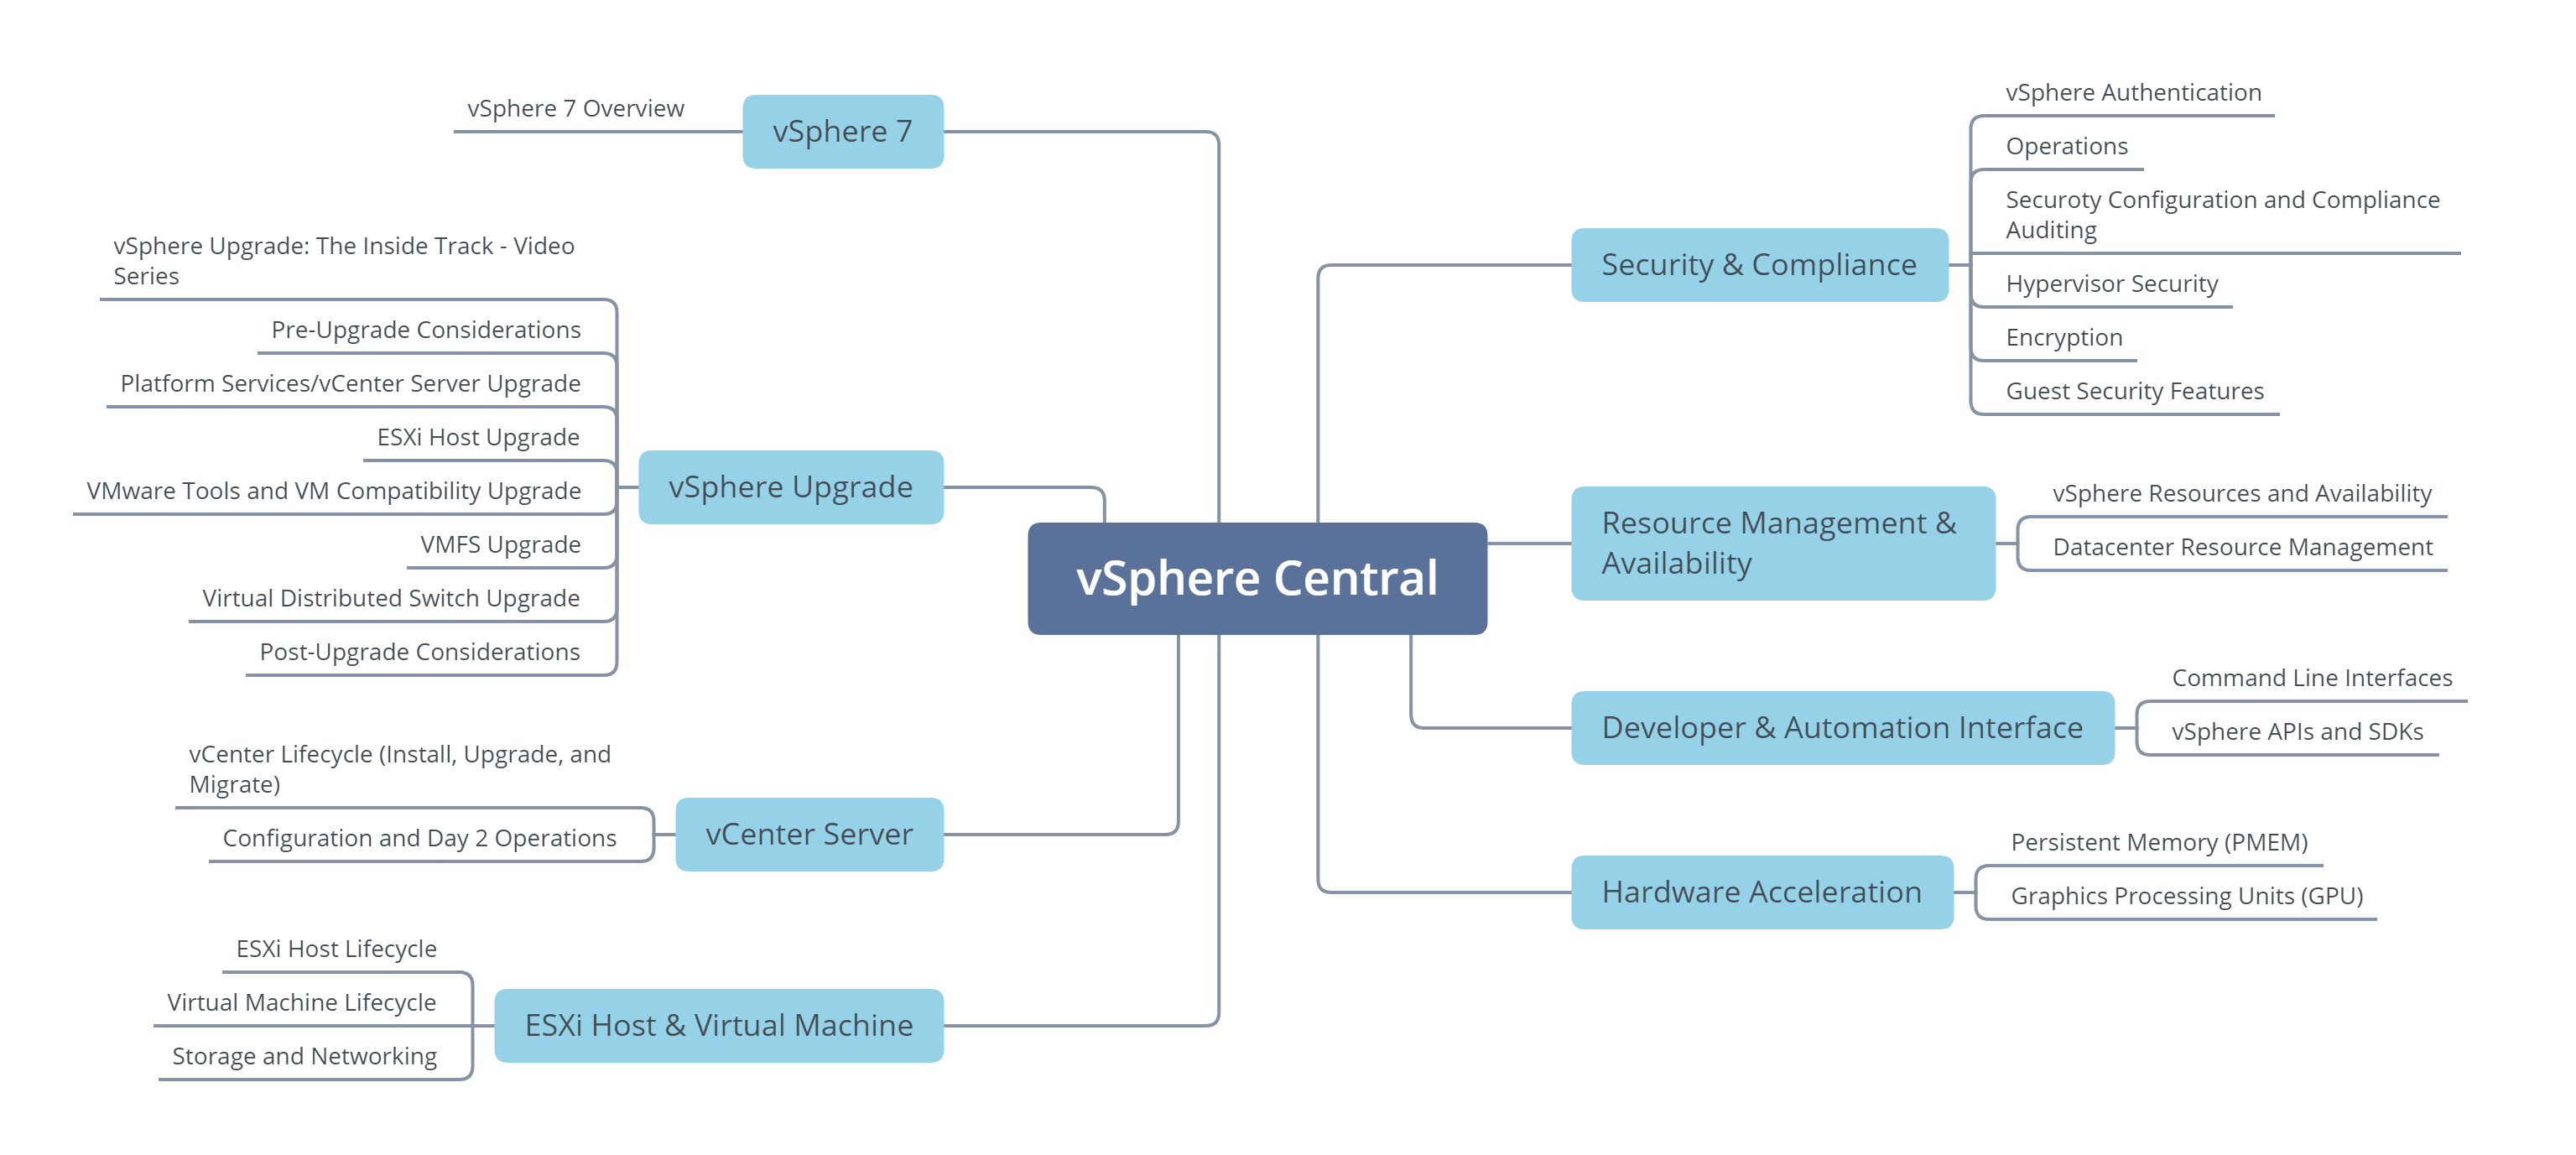 vSphere Central
vSphere 7
vSphere 7 Overview
vSphere Upgrade
vSphere Upgrade: The Inside Track - Video
Series
Pre-Upgrade Considerations
Platform Services/vCenter Server Upgrade
ESXi Host Upgrade
VMware Tools and VM Compatibility Upgrade
VMFS Upgrade
Virtual Distributed Switch Upgrade
Post-Upgrade Considerations
vCenter Server
vCenter Lifecycle (Install, Upgrade, and
Migrate)
Configuration and Day 2 Operations
ESXi Host & Virtual Machine
ESXi Host Lifecycle
Virtual Machine Lifecycle
Storage and Networking
Security & Compliance
vSphere Authentication
Operations
Securoty Configuration and Compliance
Auditing
Hypervisor Security
Encryption
Guest Security Features
Resource Management &
Availability
vSphere Resources and Availability
Datacenter Resource Management
Developer & Automation Interface
Command Line Interfaces
vSphere APIs and SDKs
Hardware Acceleration
Persistent Memory (PMEM)
Graphics Processing Units (GPU)